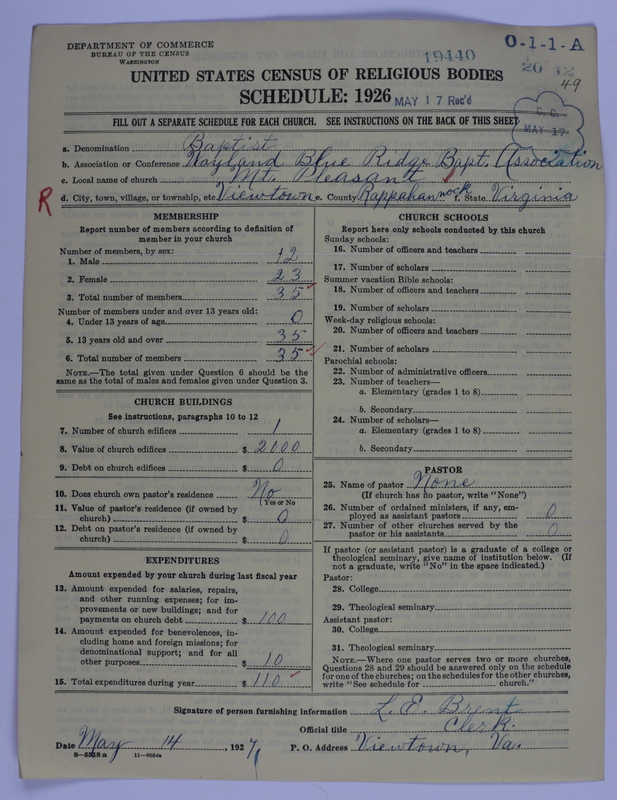 DEPARTMENT OF COMMERCE
BUREAU OF THE CENSUS
WASHINGTON
19440
O-1-1-A
20 12
49
UNITED STATES CENSUS OF RELIGIOUS BODIES
SCHEDULE: 1926
MAY 17 Rec'd
C. C.
MAY 17
FILL OUT A SEPARATE SCHEDULE FOR EACH CHURCH. SEE INSTRUCTIONS ON THE BACK OF THIS SHEET
a. Denomination Baptist
b. Association or Conference Wayland Blue Ridge Bapt. Association
c. Local name of church Mt. Pleasant
R d. City, town, village, or township, etc. Viewtown e. County Rappahannock f. State Virginia
MEMBERSHIP
Report number of members according to definition of
member in your church
Number of members, by sex:
1. Male 12
2. Female 23
3. Total number of members 35
Number of members under and over 13 years old:
4. Under 13 years of age 0
5. 13 years old and over 35
6. Total number of members 35
NOTE.—The total given under Question 6 should be
same as the total of males and females given under Question 3.
CHURCH BUILDINGS
See instructions, paragraphs 10 to 12
7. Number of church edifices 1
8. Value of church edifices $ 2000
9. Debt on church edifices $ 0
10. Does church own pastor's residence No
(Yes or No)
11. Value of pastor's residence (if owned by
church) $ 0
12. Debt on pastor's residence (if owned by
church) $ 0
EXPENDITURES
Amount expended by your church during last fiscal year
13. Amount expended for salaries, repairs,
and other running expenses; for im-
provements or new buildings; and for
payments on church debt $ 100
14. Amount expended for benevolences, in-
cluding home and foreign missions; for
denominational support; and for all
other purposes $ 10
15. Total expenditures during year $ 110
CHURCH SCHOOLS
Report here only schools conducted by this church
Sunday schools:
16. Number of officers and teachers
17. Number of scholars
Summer vacation Bible schools:
18. Number of officers and teachers
19. Number of scholars
Week-day religious schools:
20. Number of officers and teachers
21. Number of scholars
Parochial schools:
22. Number of administrative officers
23. Number of teachers—
a. Elementary (grades 1 to 8)
b. Secondary
24. Number of scholars—
a. Elementary (grades 1 to 8)
b. Secondary
PASTOR
25. Name of pastor None
(If church has no pastor, write "None")
26. Number of ordained ministers, if any, em-
ployed as assistant pastors 0
27. Number of other churches served by the
pastor or his assistants 0
If pastor (or assistant pastor) is a graduate of a college or
theological seminary, give name of institution below. (If
not a graduate, write "No" in the space indicated.)
Pastor:
28. College
29. Theological seminary
Assistant pastor:
30. College
31. Theological seminary
NOTE.—Where one pastor serves two or more churches,
Questions 28 and 29 should be answered only on the schedule
for one of the churches; on the schedules for the other churches,
write "See schedule for church."
Signature of person furnishing information L. E. Brent
Official title Clerk
Date May 14, 1927. P. O. Address Viewtown, Va.